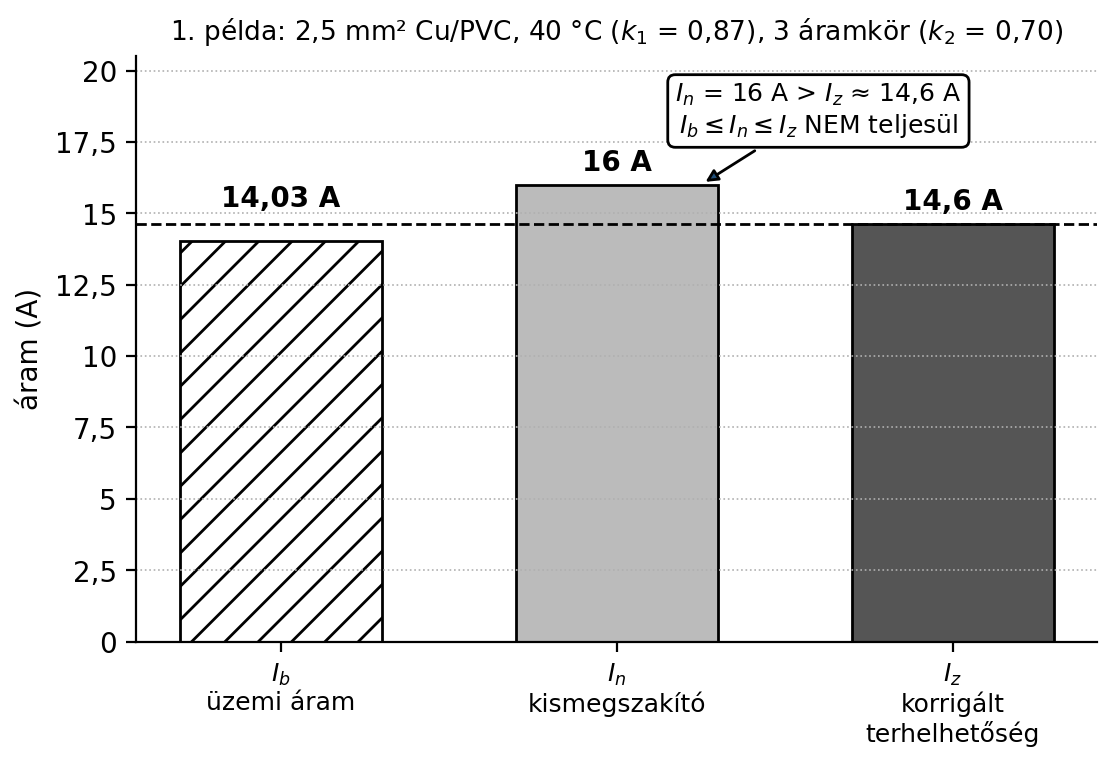 1. példa: 2,5 mm² Cu/PVC, 40 °C (k₁ = 0,87), 3 áramkör (k₂ = 0,70)
Iₙ = 16 A > I_z ≈ 14,6 A
I_b ≤ Iₙ ≤ I_z NEM teljesül
14,03 A
16 A
14,6 A
áram (A)
20
17,5
15
12,5
10
7,5
5
2,5
0
I_b
üzemi áram
Iₙ
kismegszakító
I_z
korrigált
terhelhetőség